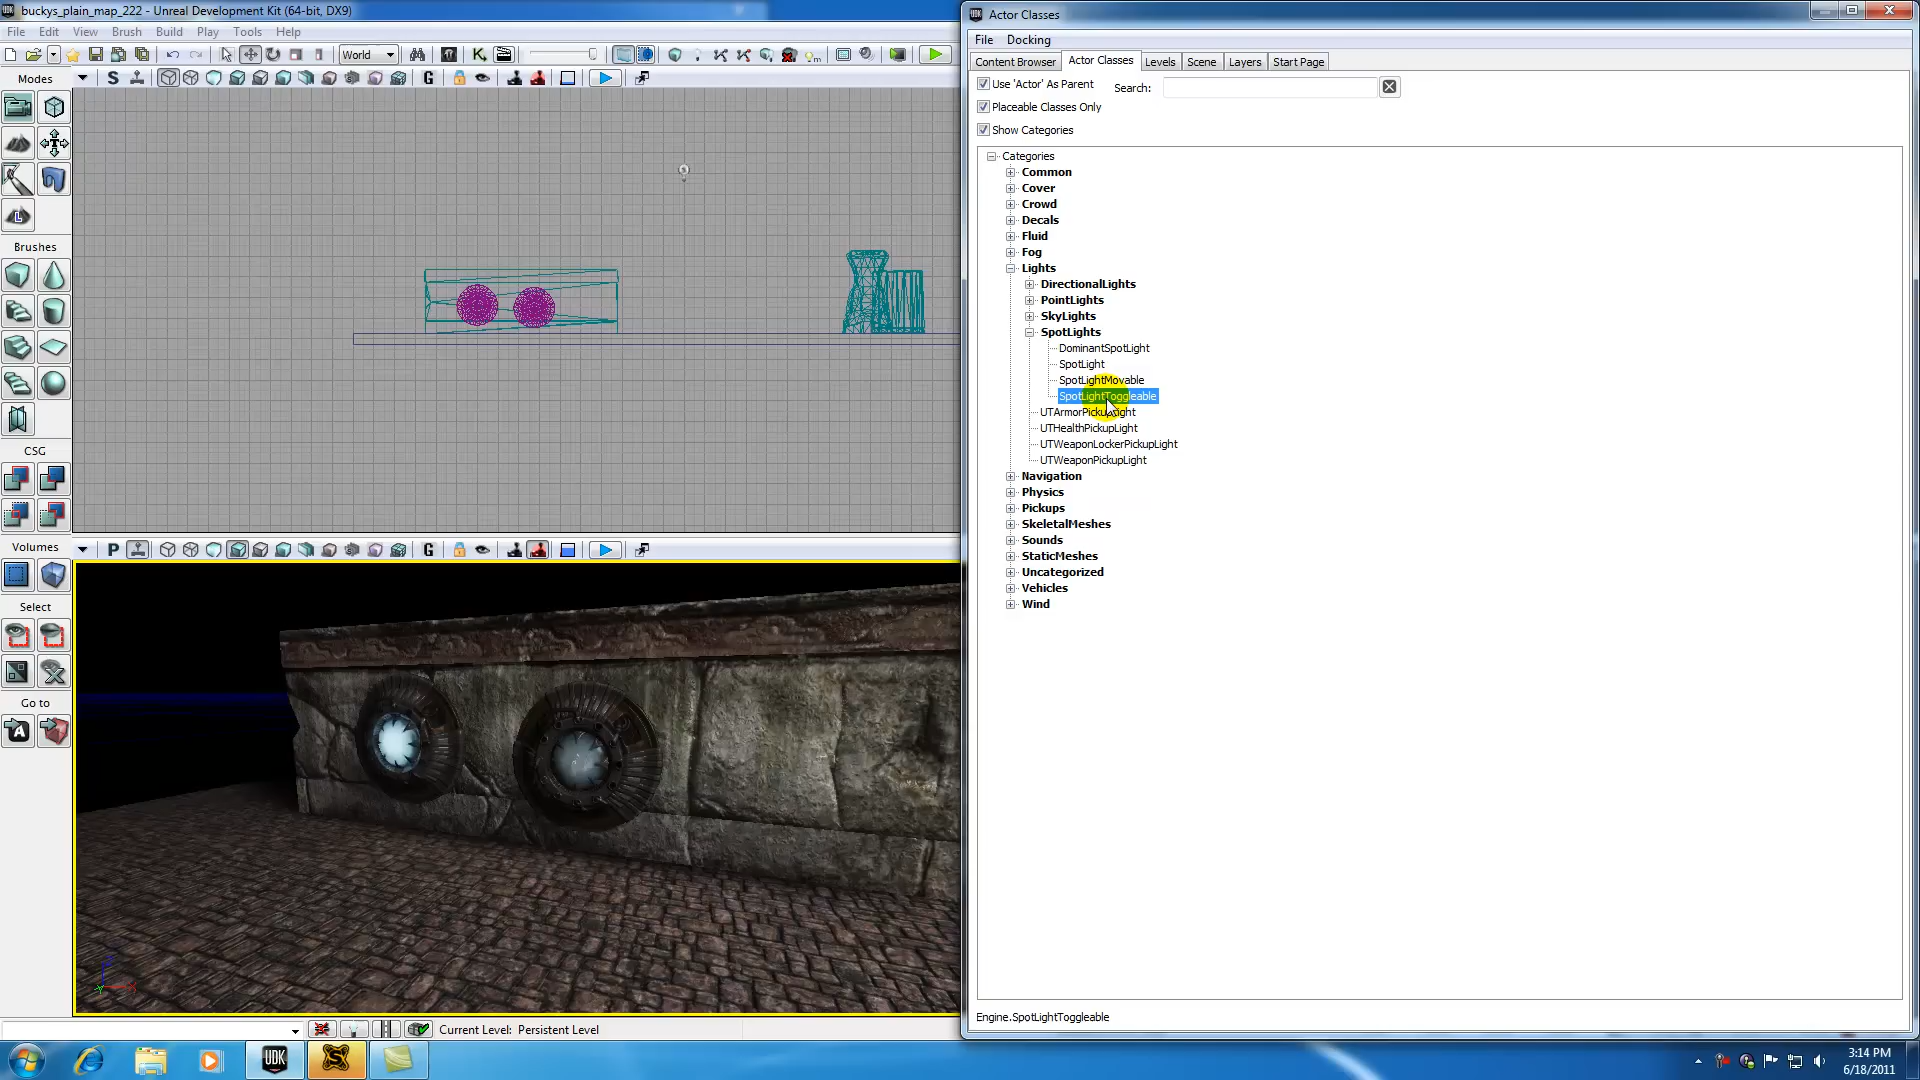 buckys_plain_map_222 - Unreal Development Kit (64-bit, DX9)
File Edit View Brush Build Play Tools Help
World
Modes
S
G
L
Brushes
CSG
Volumes
P
G
Select
Go to
A
Current Level: Persistent Level
Actor Classes
File Docking
Content Browser Actor Classes Levels Scene Layers Start Page
Use 'Actor' As Parent
Search:
Placeable Classes Only
Show Categories
Categories
Common
Cover
Crowd
Decals
Fluid
Fog
Lights
DirectionalLights
PointLights
SkyLights
SpotLights
DominantSpotLight
SpotLight
SpotLightMovable
SpotLightToggleable
UTArmorPickupLight
UTHealthPickupLight
UTWeaponLockerPickupLight
UTWeaponPickupLight
Navigation
Physics
Pickups
SkeletalMeshes
Sounds
StaticMeshes
Uncategorized
Vehicles
Wind
Engine.SpotLightToggleable
UDK
S
3:14 PM
6/18/2011